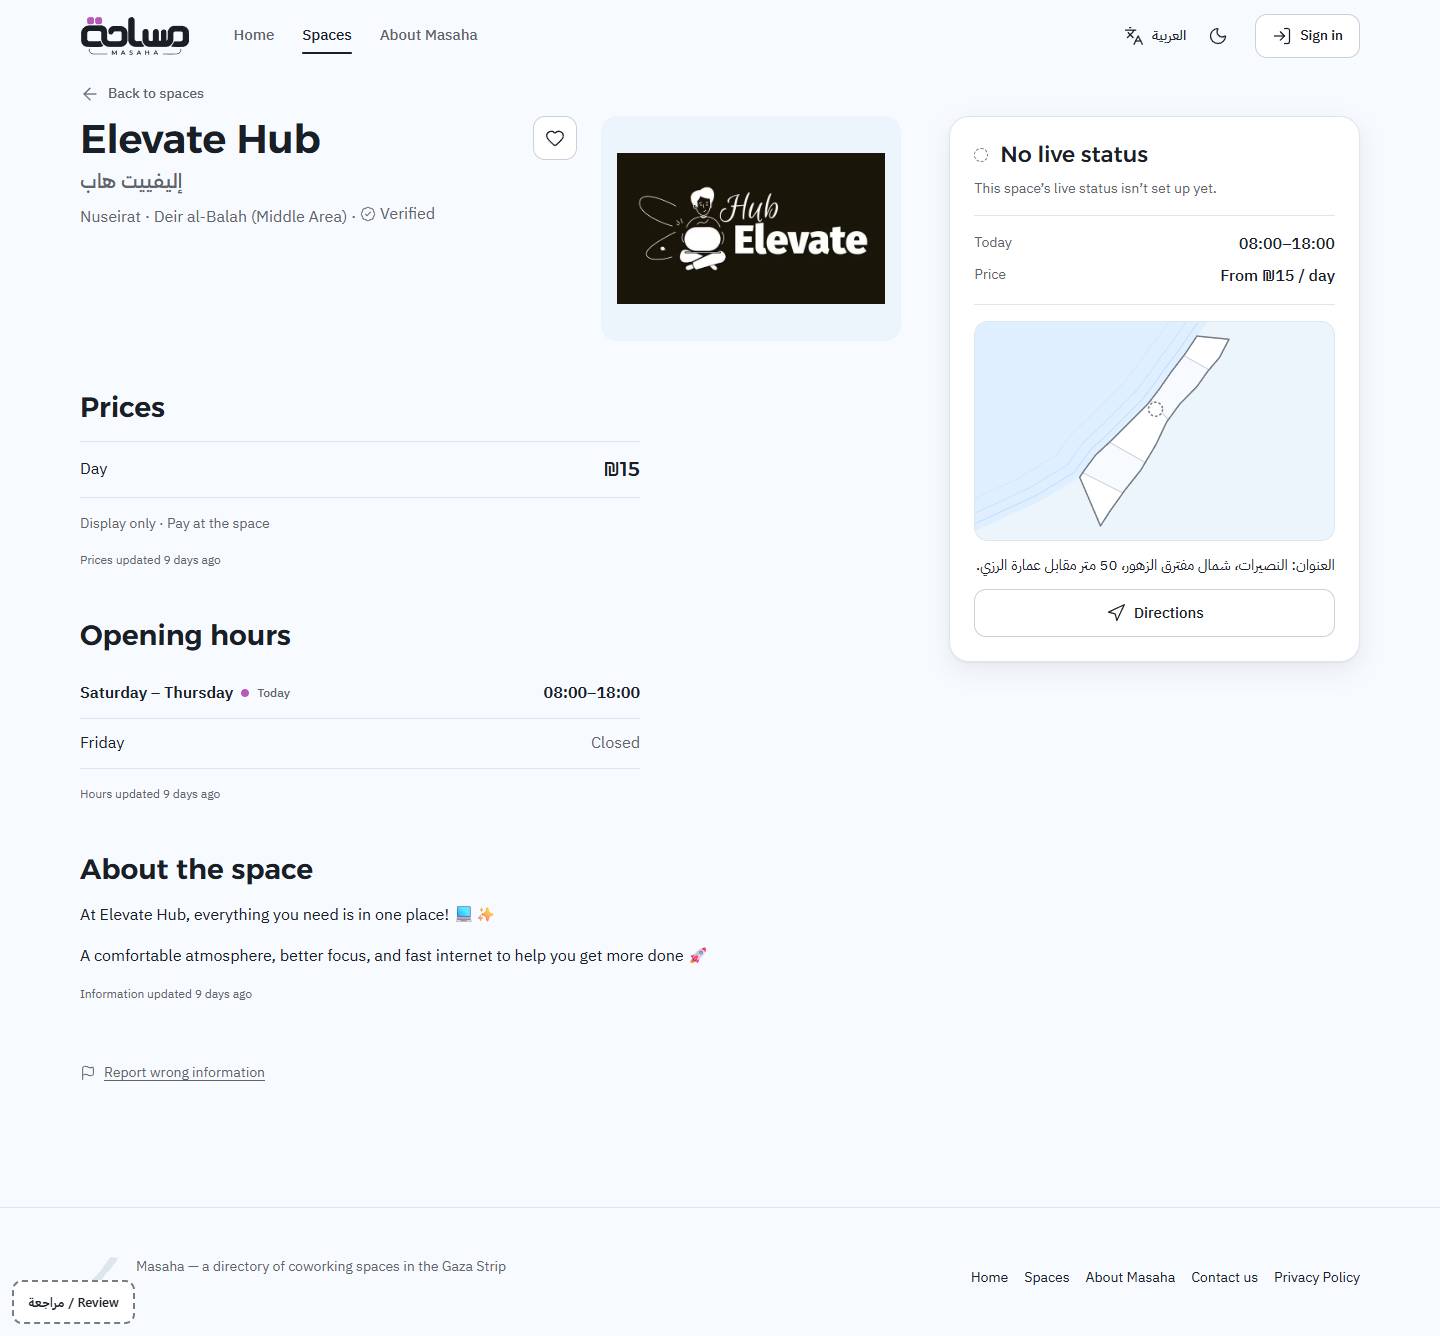 مساحة
MASAHA
Home
Spaces
About Masaha
العربية
Sign in
Back to spaces
Elevate Hub
إليفييت هاب
Nuseirat · Deir al-Balah (Middle Area) · Verified
Hub
Elevate
No live status
This space’s live status isn’t set up yet.
Today 08:00–18:00
Price From ₪15 / day
العنوان: النصيرات، شمال مفترق الزهور، 50 متر مقابل عمارة الرزي.
Directions
Prices
Day ₪15
Display only · Pay at the space
Prices updated 9 days ago
Opening hours
Saturday – Thursday Today 08:00–18:00
Friday Closed
Hours updated 9 days ago
About the space
At Elevate Hub, everything you need is in one place! 💻 ✨
A comfortable atmosphere, better focus, and fast internet to help you get more done 🚀
Information updated 9 days ago
Report wrong information
Masaha — a directory of coworking spaces in the Gaza Strip
Home
Spaces
About Masaha
Contact us
Privacy Policy
مراجعة / Review